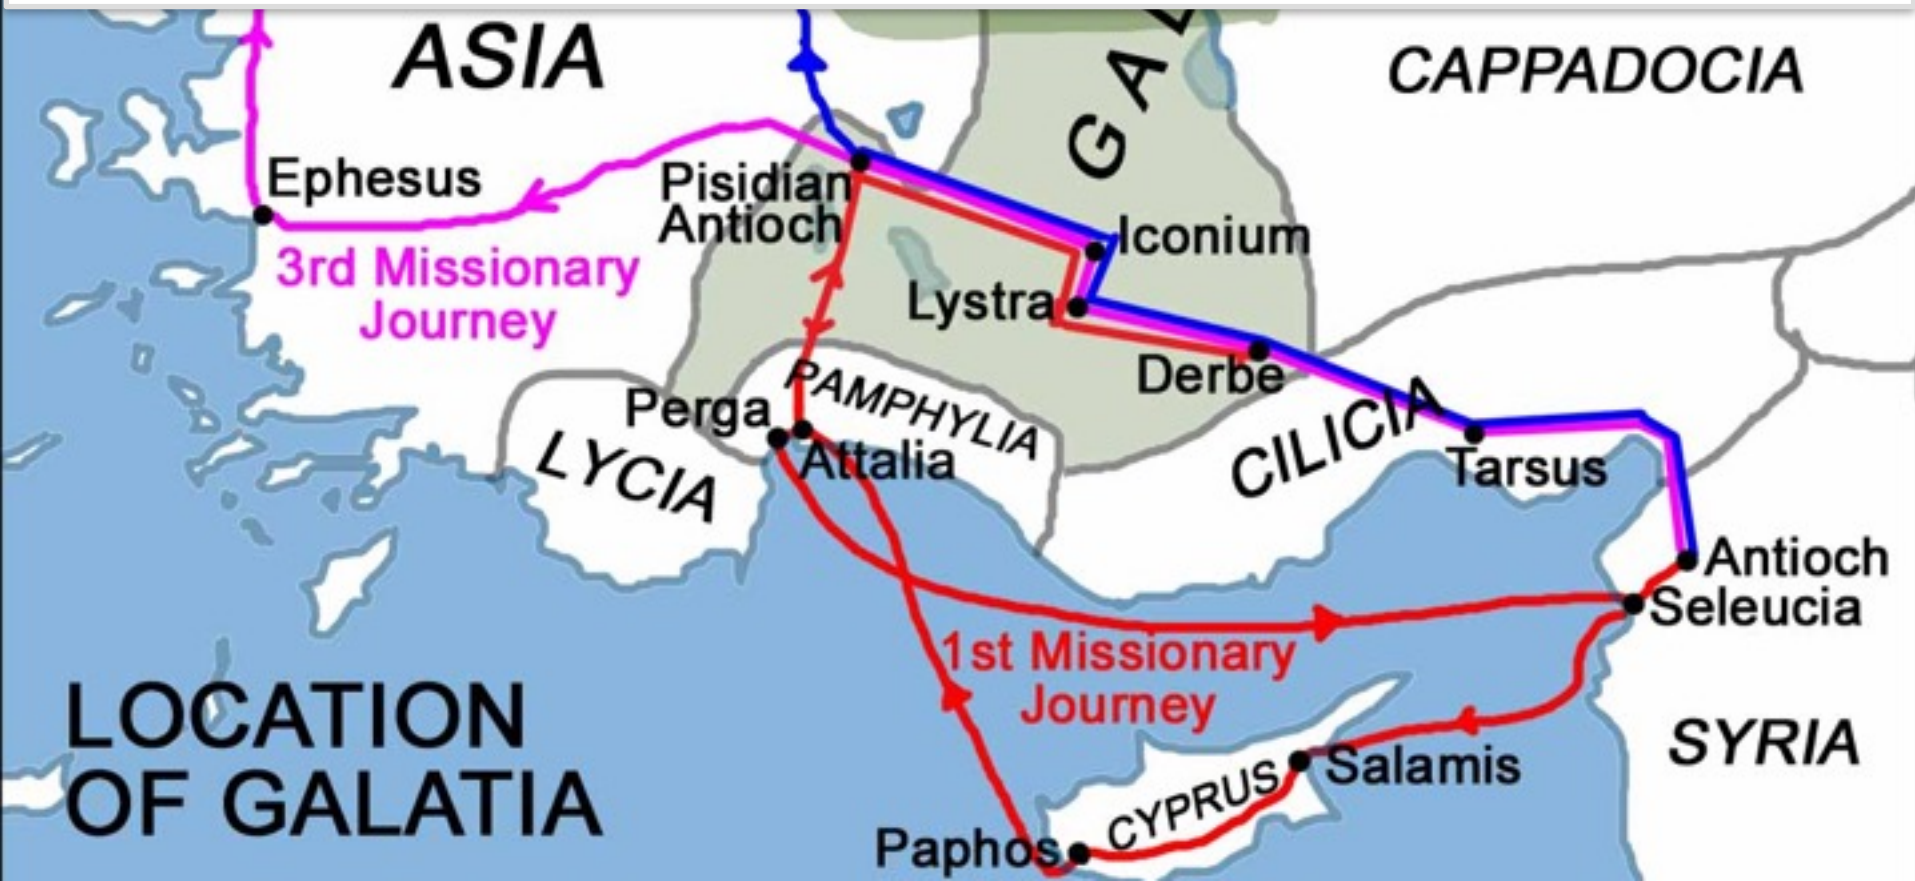 ASIA
GAL
CAPPADOCIA
Ephesus
Pisidian
Antioch
Iconium
3rd Missionary
Journey
Lystra
Derbe
PAMPHYLIA
Perga
Attalia
LYCIA
CILICIA
Tarsus
Antioch
Seleucia
1st Missionary
Journey
LOCATION
OF GALATIA
SYRIA
Salamis
CYPRUS
Paphos